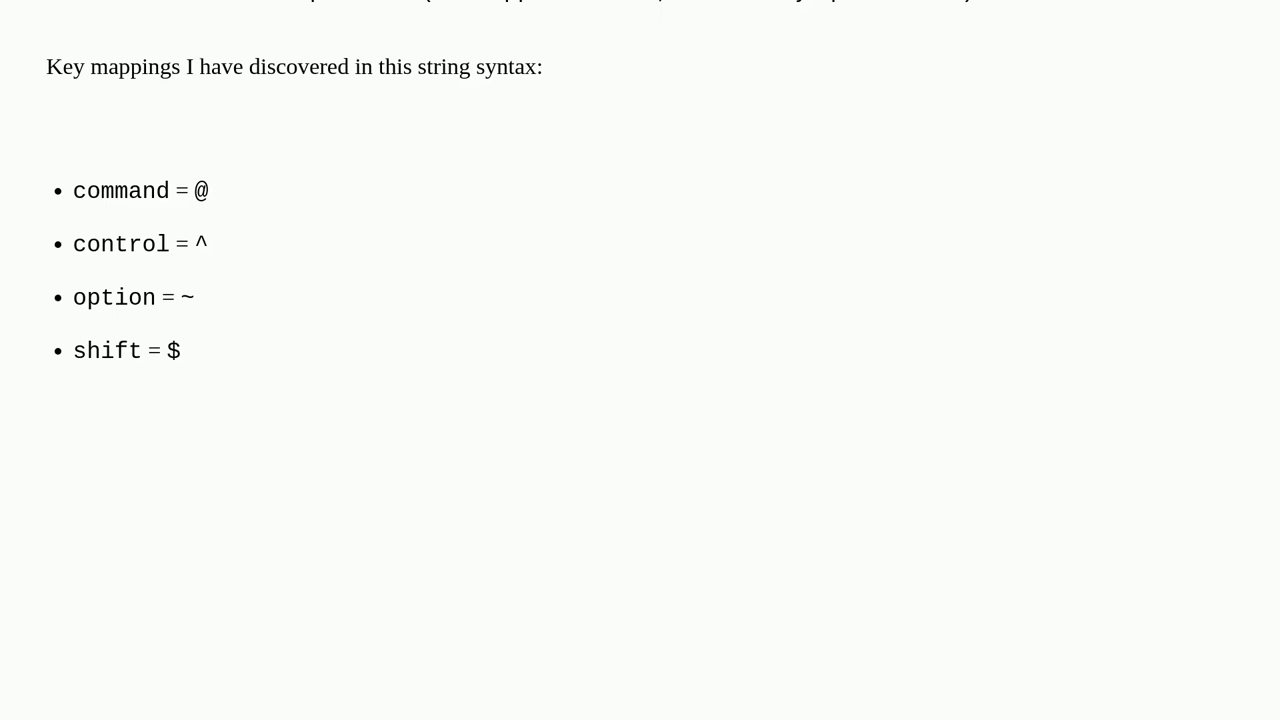 Key mappings I have discovered in this string syntax:
• command = @
• control = ^
• option = ~
• shift = $